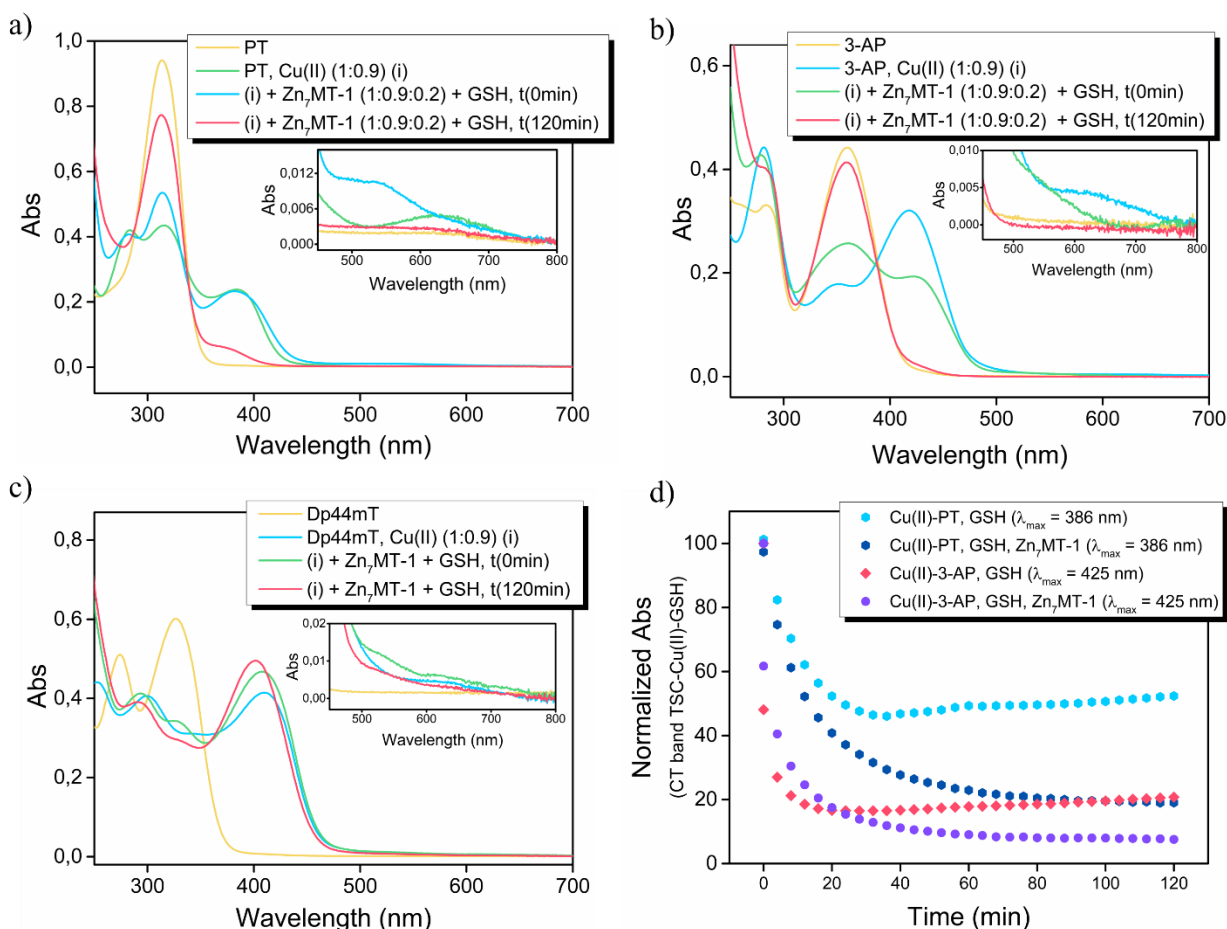 a)
PT
PT, Cu(II) (1:0.9) (i)
(i) + Zn₇MT-1 (1:0.9:0.2) + GSH, t(0min)
(i) + Zn₇MT-1 (1:0.9:0.2) + GSH, t(120min)
1,0
0,8
0,6
0,4
0,2
0,0
Abs
300 400 500 600 700
Wavelength (nm)
0,012
0,006
0,000
Abs
500 600 700 800
Wavelength (nm)
b)
3-AP
3-AP, Cu(II) (1:0.9) (i)
(i) + Zn₇MT-1 (1:0.9:0.2) + GSH, t(0min)
(i) + Zn₇MT-1 (1:0.9:0.2) + GSH, t(120min)
0,6
0,4
0,2
0,0
Abs
300 400 500 600 700
Wavelength (nm)
0,010
0,005
0,000
Abs
500 600 700 800
Wavelength (nm)
c)
Dp44mT
Dp44mT, Cu(II) (1:0.9) (i)
(i) + Zn₇MT-1 + GSH, t(0min)
(i) + Zn₇MT-1 + GSH, t(120min)
0,8
0,6
0,4
0,2
0,0
Abs
300 400 500 600 700
Wavelength (nm)
0,02
0,01
0,00
Abs
500 600 700 800
Wavelength (nm)
d)
Cu(II)-PT, GSH (λmax = 386 nm)
Cu(II)-PT, GSH, Zn₇MT-1 (λmax = 386 nm)
Cu(II)-3-AP, GSH (λmax = 425 nm)
Cu(II)-3-AP, GSH, Zn₇MT-1 (λmax = 425 nm)
100
80
60
40
20
0
Normalized Abs
(CT band TSC-Cu(II)-GSH)
0 20 40 60 80 100 120
Time (min)